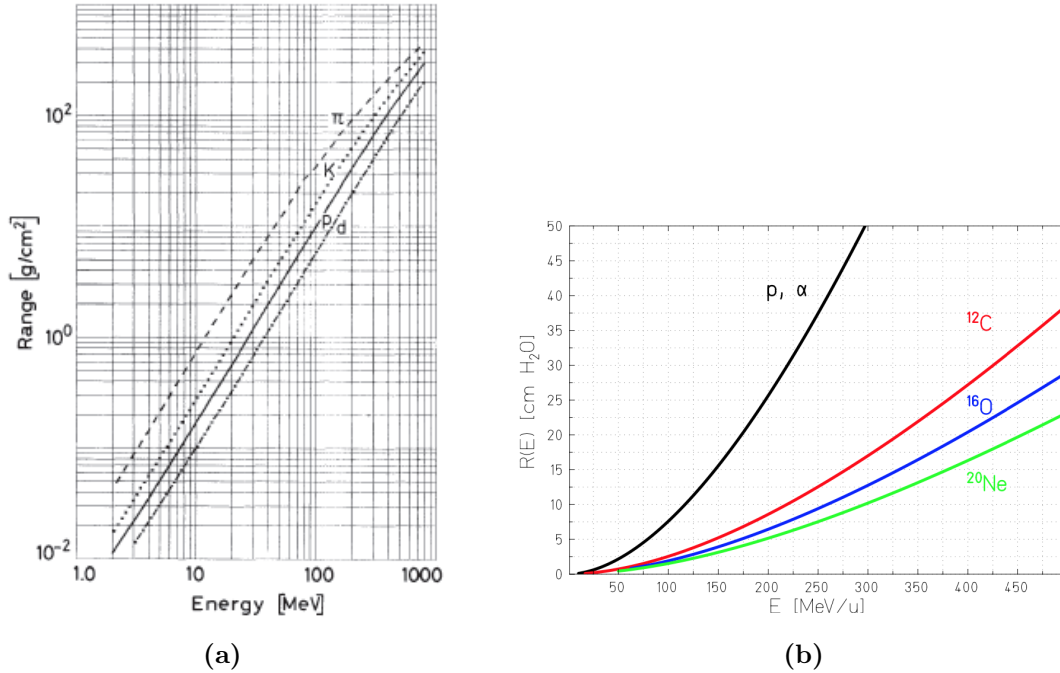 10²
10⁰
10⁻²
Range [g/cm²]
π
K
p
d
1.0
10
100
1000
Energy [MeV]
(a)
50
45
40
35
30
25
20
15
10
5
0
R(E) [cm H₂O]
p, α
¹²C
¹⁶O
²⁰Ne
50
100
150
200
250
300
350
400
450
E [MeV/u]
(b)